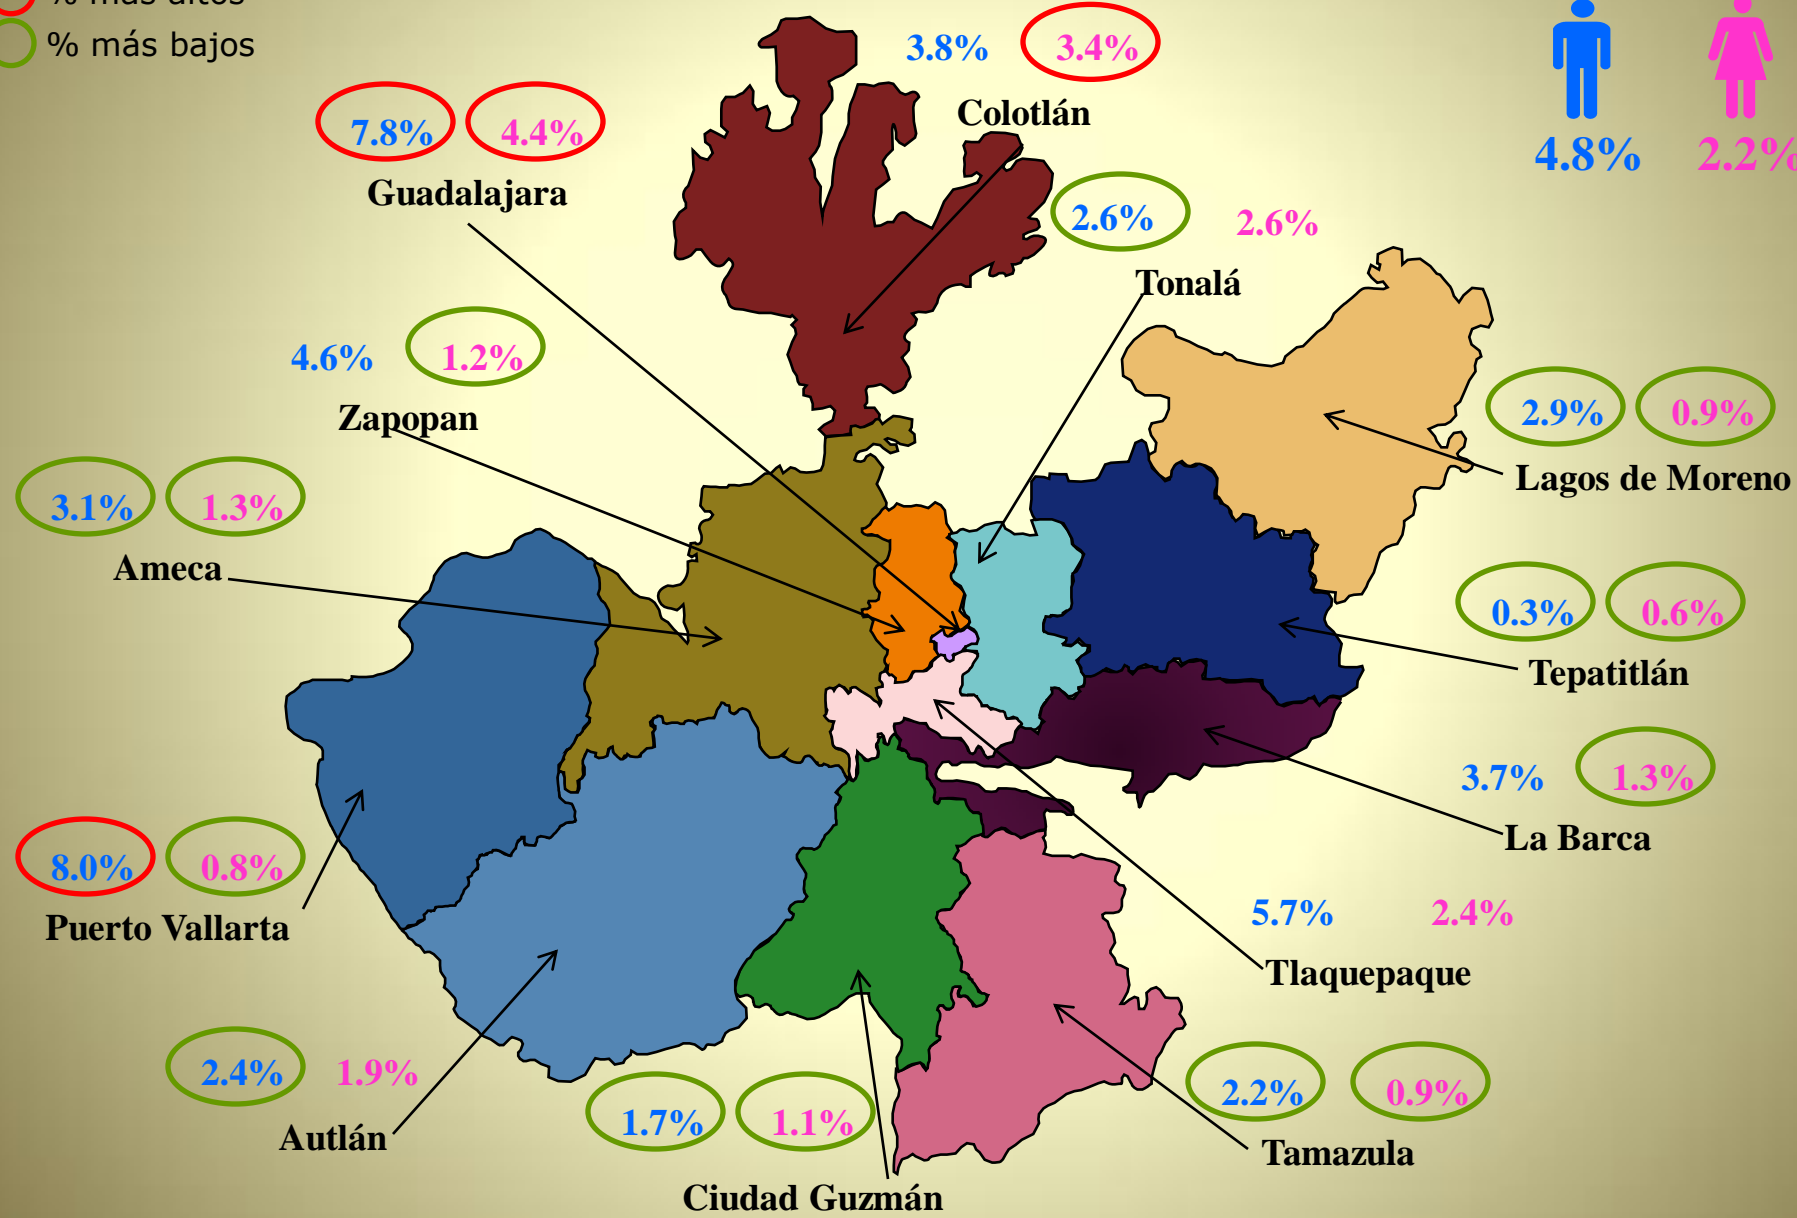 % más altos
% más bajos
3.8% 3.4%
Colotlán
4.8% 2.2%
7.8% 4.4%
Guadalajara
2.6% 2.6%
Tonalá
4.6% 1.2%
Zapopan
2.9% 0.9%
Lagos de Moreno
3.1% 1.3%
Ameca
0.3% 0.6%
Tepatitlán
3.7% 1.3%
La Barca
8.0% 0.8%
Puerto Vallarta
5.7% 2.4%
Tlaquepaque
2.4% 1.9%
Autlán
1.7% 1.1%
Ciudad Guzmán
2.2% 0.9%
Tamazula